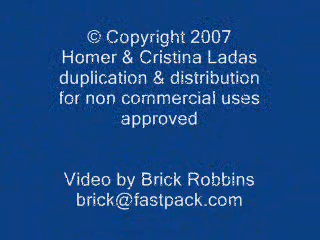 © Copyright 2007
Homer & Cristina Ladas
duplication & distribution
for non commercial uses
approved
Video by Brick Robbins
brick@fastpack.com